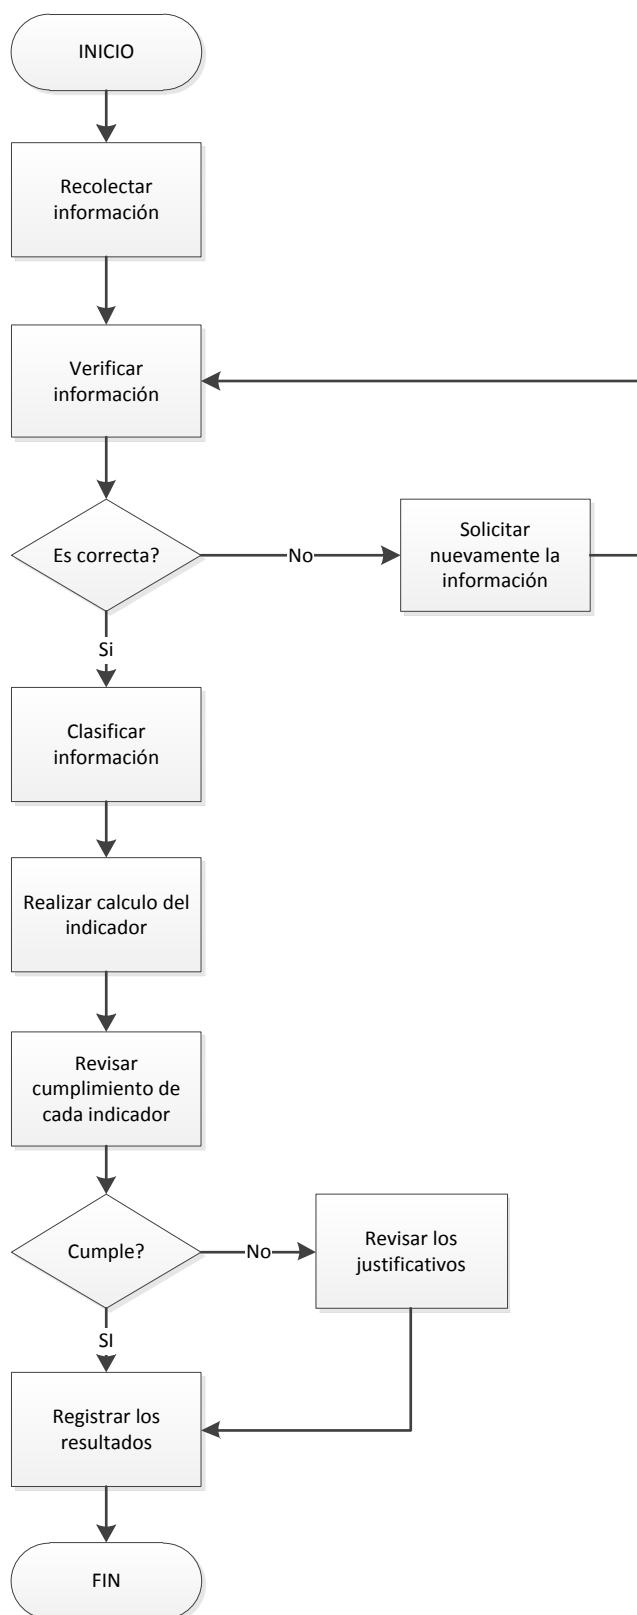 INICIO
Recolectar
información
Verificar
información
Es correcta?
No
Solicitar
nuevamente la
información
Si
Clasificar
información
Realizar calculo del
indicador
Revisar
cumplimiento de
cada indicador
Cumple?
No
Revisar los
justificativos
SI
Registrar los
resultados
FIN